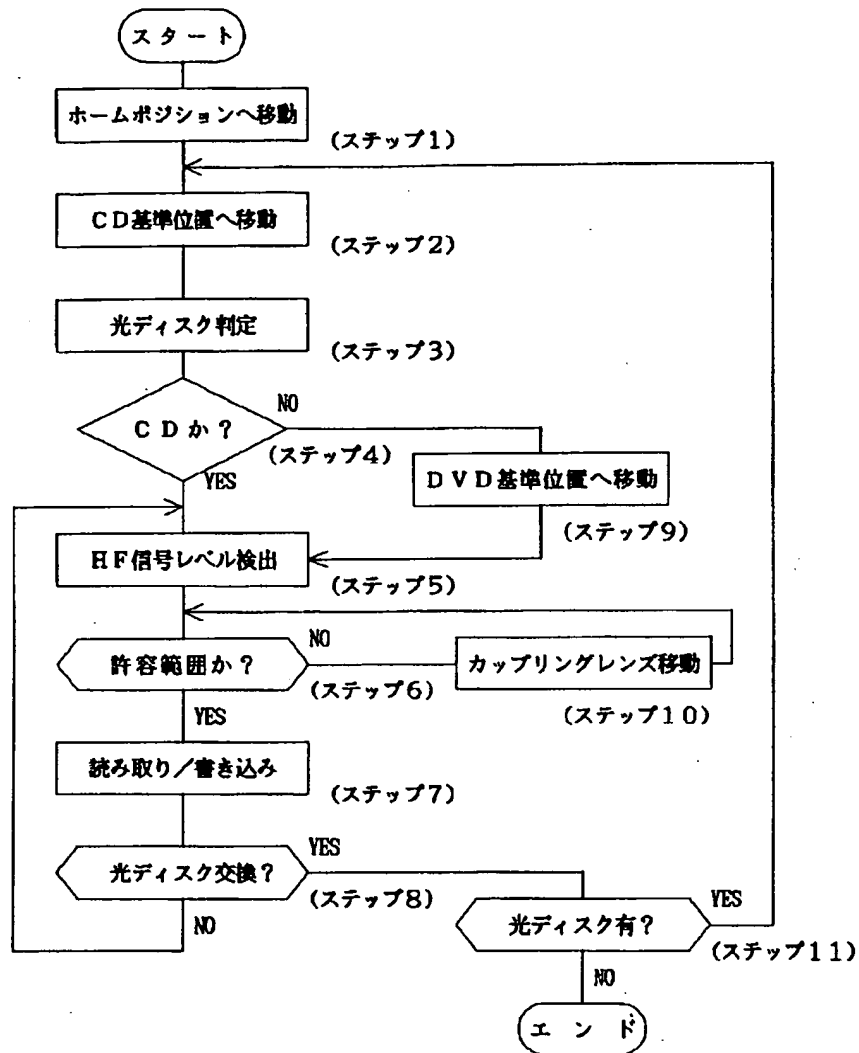 スタート
ホームポジションへ移動
(ステップ1)
CD基準位置へ移動
(ステップ2)
光ディスク判定
(ステップ3)
CDか?
NO
(ステップ4)
YES
DVD基準位置へ移動
(ステップ9)
HF信号レベル検出
(ステップ5)
許容範囲か?
NO
(ステップ6)
カップリングレンズ移動
(ステップ10)
YES
読み取り/書き込み
(ステップ7)
光ディスク交換?
YES
(ステップ8)
NO
光ディスク有?
YES
(ステップ11)
NO
エンド